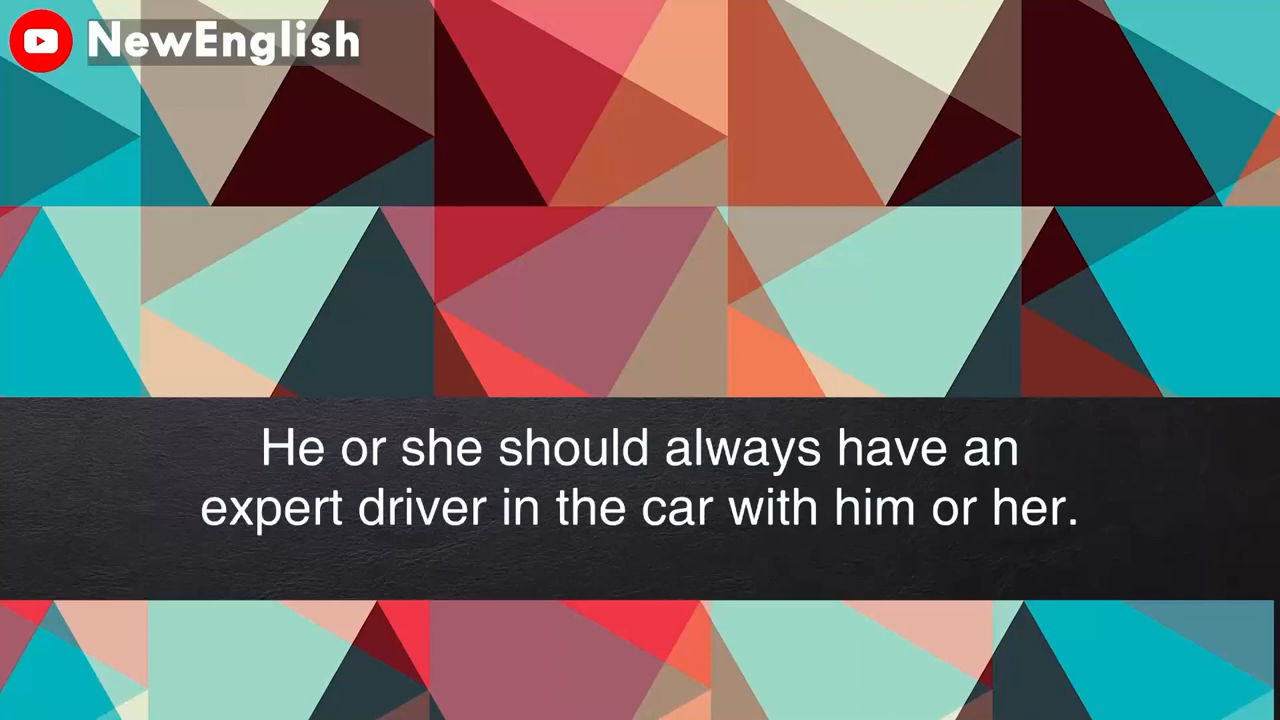 NewEnglish
He or she should always have an
expert driver in the car with him or her.